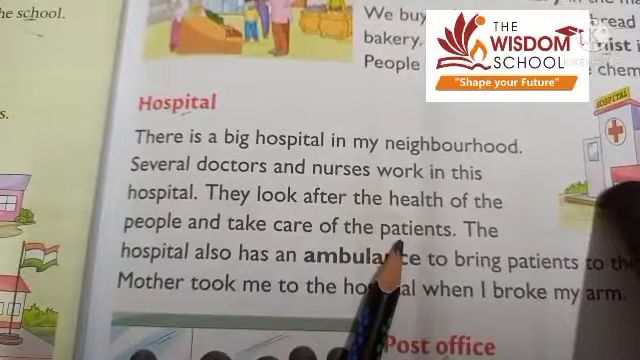 he school.
We buy
bread
bakery.
mist i
People
chem
THE
WISDOM
SCHOOL
"Shape your Future"
Hospital
s.
There is a big hospital in my neighbourhood.
Several doctors and nurses work in this
hospital. They look after the health of the
people and take care of the patients. The
hospital also has an ambulance to bring patients to th
Mother took me to the hospital when I broke my arm.
Post office
HOSPITAL